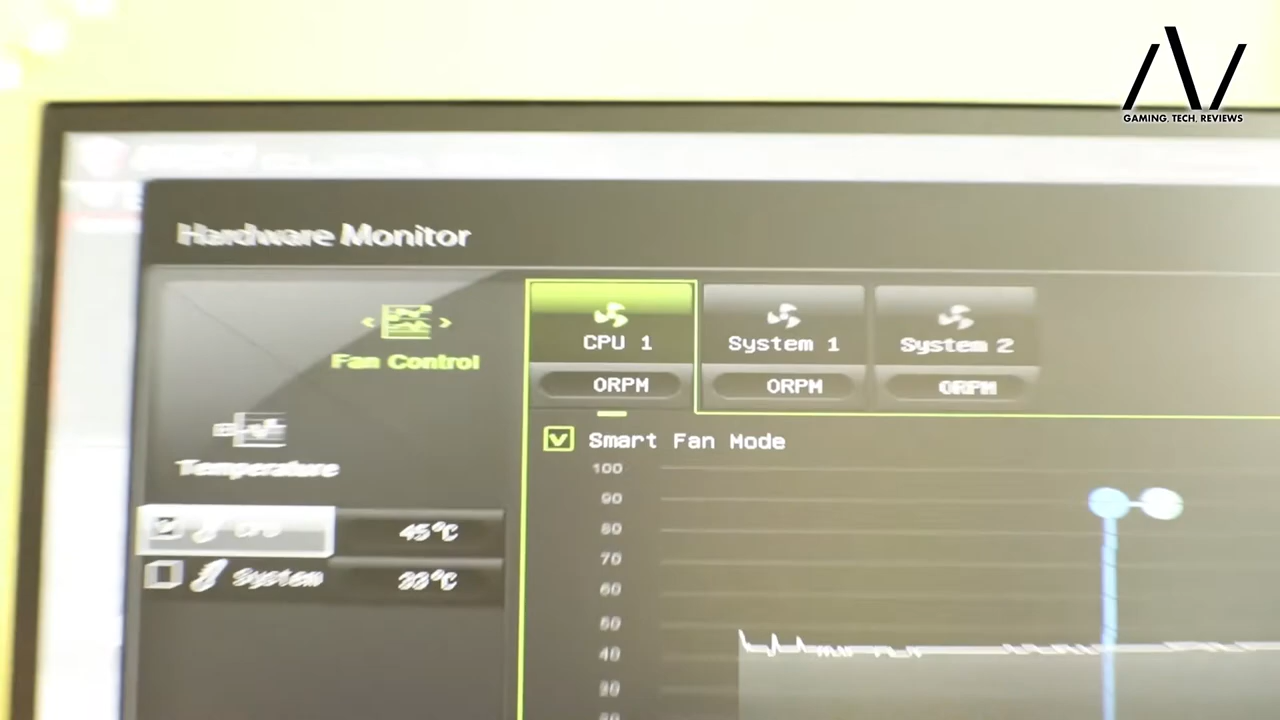 GAMING. TECH. REVIEWS
Hardware Monitor
Fan Control
CPU 1
System 1
System 2
0RPM
0RPM
0RPM
Smart Fan Mode
Temperature
CPU
45°C
System
33°C
100
90
80
70
60
50
40
30